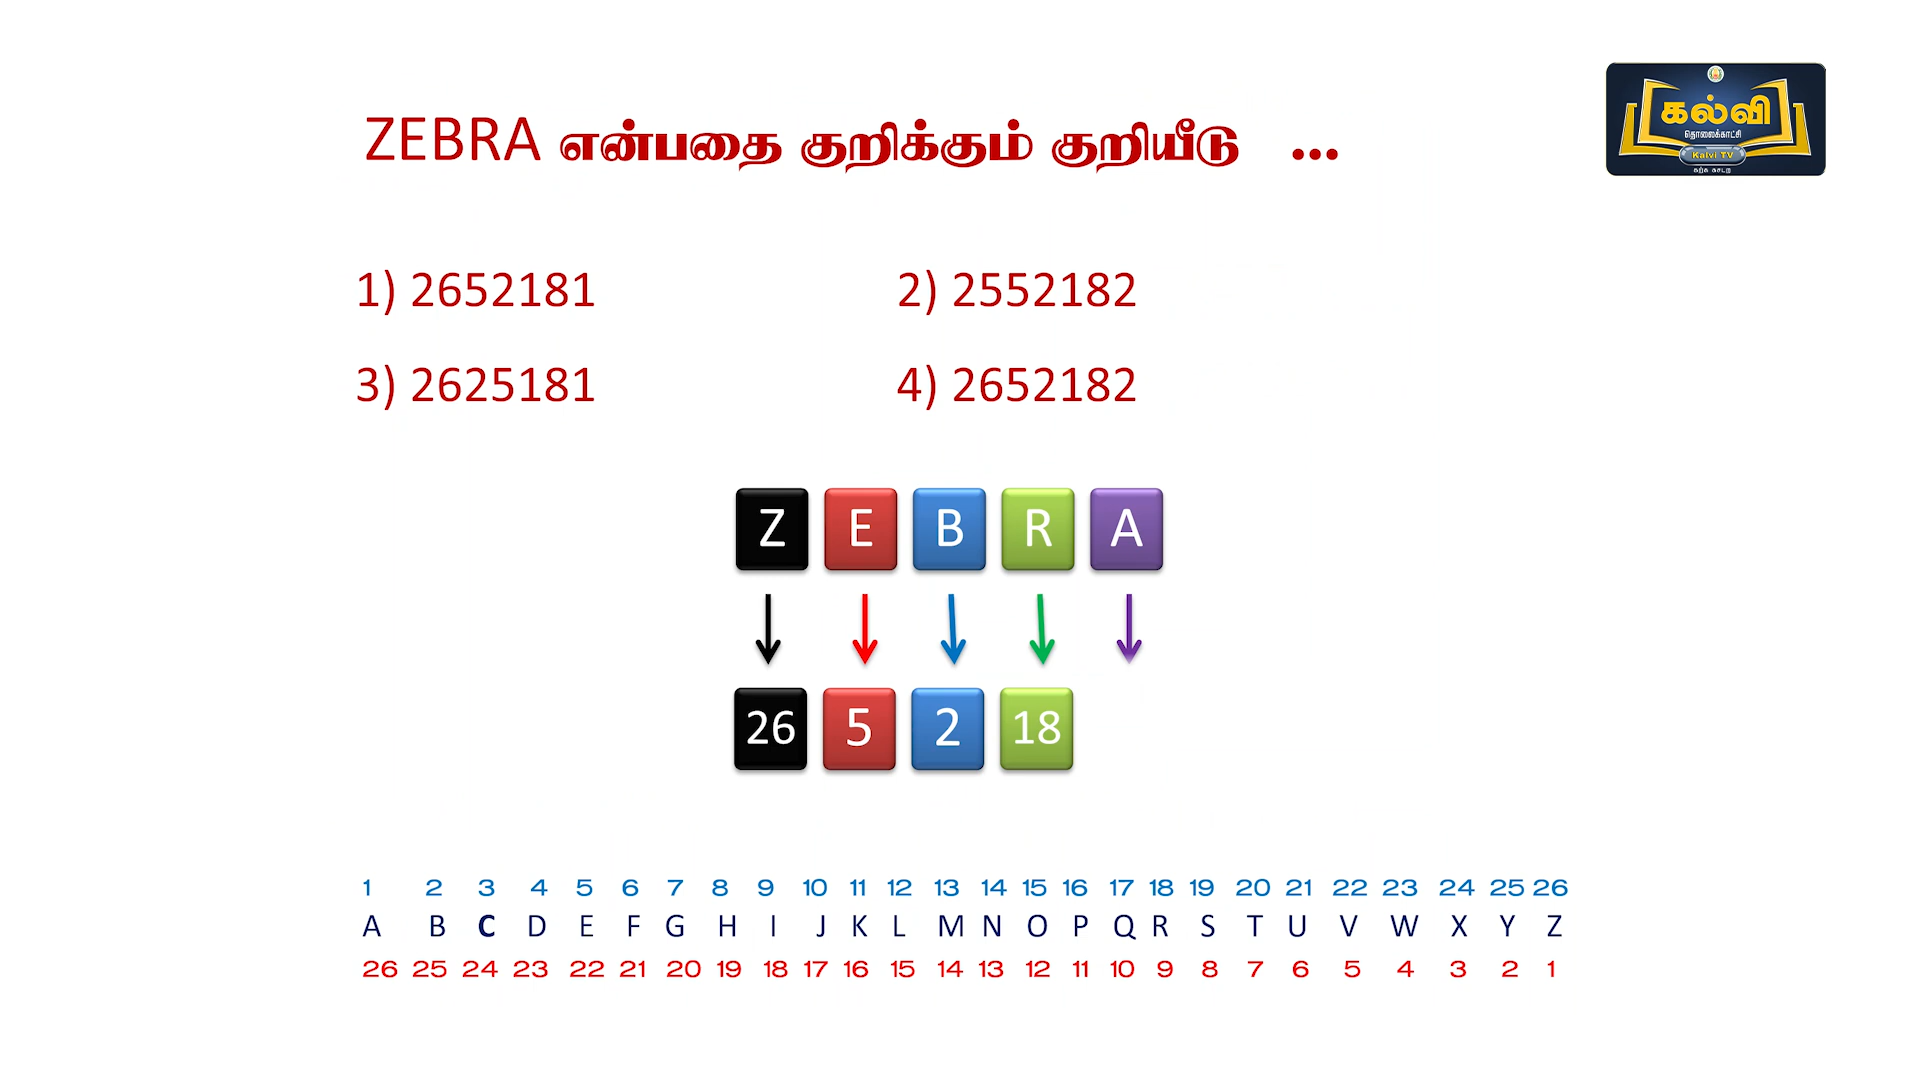 ZEBRA என்பதை குறிக்கும் குறியீடு ...
கல்வி
தொலைக்காட்சி
Kalvi TV
கற்க கசடற
1) 2652181 2) 2552182
3) 2625181 4) 2652182
Z E B R A
26 5 2 18
1 2 3 4 5 6 7 8 9 10 11 12 13 14 15 16 17 18 19 20 21 22 23 24 25 26
A B C D E F G H I J K L M N O P Q R S T U V W X Y Z
26 25 24 23 22 21 20 19 18 17 16 15 14 13 12 11 10 9 8 7 6 5 4 3 2 1